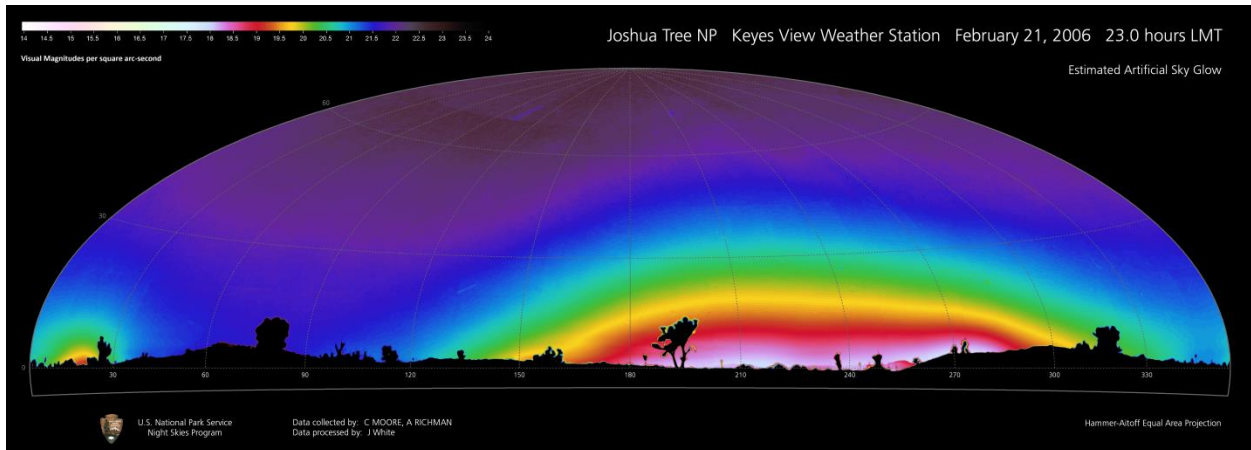 14 14.5 15 15.5 16 16.5 17 17.5 18 18.5 19 19.5 20 20.5 21 21.5 22 22.5 23 23.5 24
Visual Magnitudes per square arc-second
Joshua Tree NP Keyes View Weather Station February 21, 2006 23.0 hours LMT
Estimated Artificial Sky Glow
60
30
0
30 60 90 120 150 180 210 240 270 300 330
U.S. National Park Service
Night Skies Program
Data collected by: C MOORE, A RICHMAN
Data processed by: J White
Hammer-Aitoff Equal Area Projection